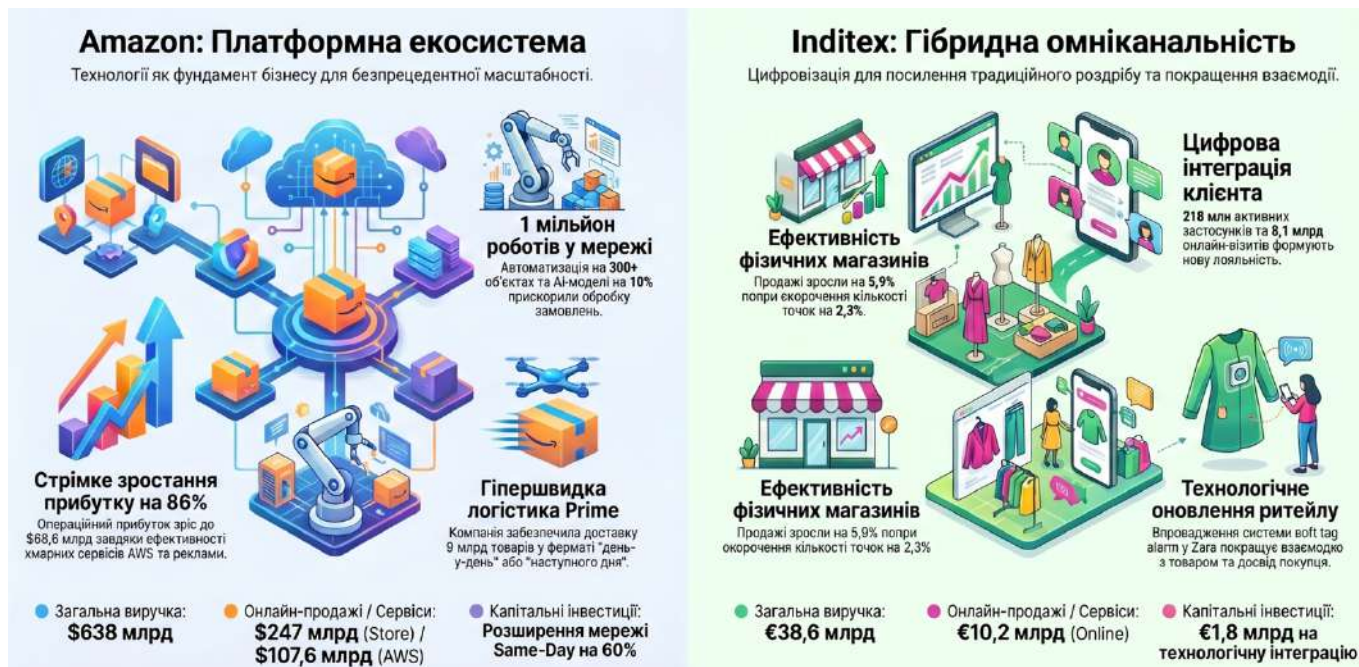 Amazon: Платформна екосистема
Технології як фундамент бізнесу для безпрецедентної масштабності.
1 мільйон
роботів у мережі
Автоматизація на 300+
об'єктах та Ai-моделі на 10%
прискорили обробку
замовлень.
Стрімке зростання
прибутку на 86%
Операційний прибуток зріс до
$68,6 млрд завдяки ефективності
хмарних сервісів AWS та реклами.
Гіпершвидка
логістика Prime
Компанія забезпечила доставку
9 млрд товарів у ферматі "день-
у-день" або "наступного дня".
Загальна виручка:
$638 млрд
Онлайн-продажі / Сервіси:
$247 млрд (Store) /
$107,6 млрд (AWS)
Капітальні інвестиції:
Розширення мережі
Same-Day на 60%
Inditex: Гібридна омніканальність
Цифровізація для посилення традиційного роздрібу та покращення взаємодії.
Ефективність
фізичних магазинів
Продажі зросли на 5,9%
попри єкорочення кількості
точок на 2,3%.
Цифрова
інтеграція
клієнта
218 млн активних
застосунків та 8,1 млрд
онлайн-візитів формують
нову лояльність.
Ефективність
фізичних магазинів
Продажі зросли на 5,9% попри
окорочення кількості точок на 2,3%
Технологічне
оновлення ритейлу
Впровадження системи воft tag
alarm у Zara покращує взаємодко
з товаром та досвід покупця.
Загальна виручка:
€38,6 млрд
Онлайн-продажі / Сервіси:
€10,2 млрд (Online)
Капітальні інвестиції:
€1,8 млрд на
технологічну інтеграцію